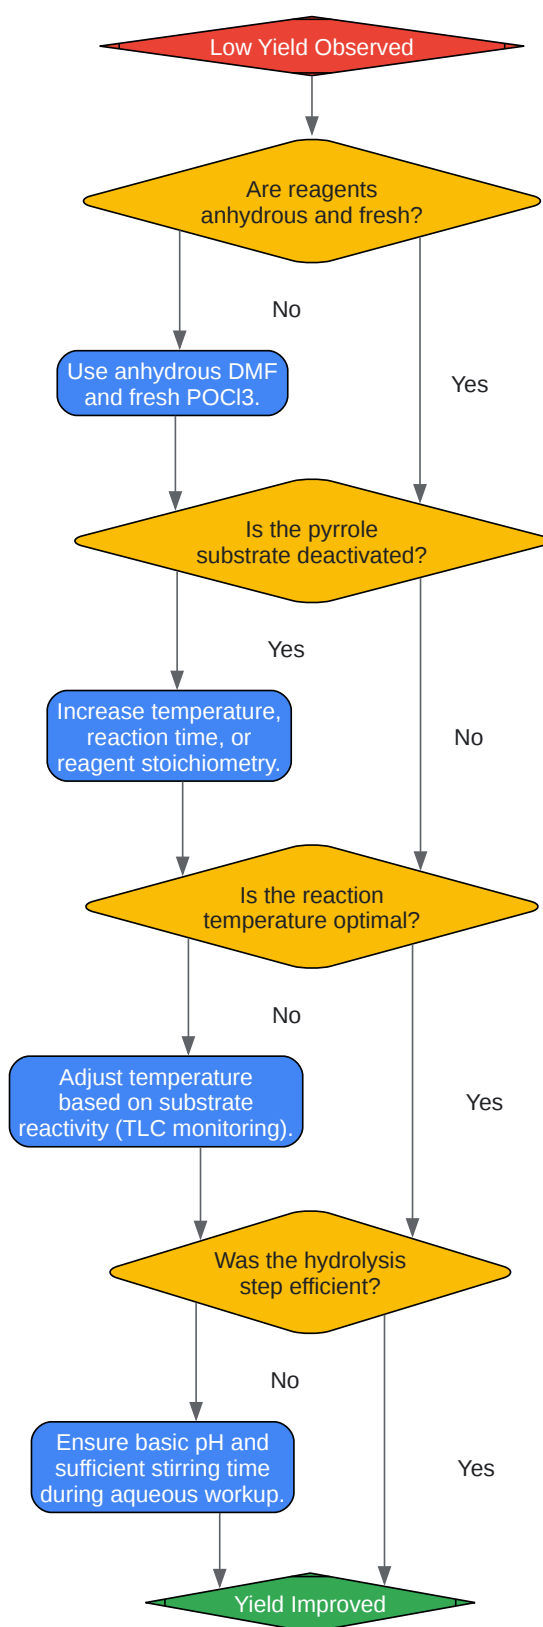 Low Yield Observed
Are reagents
anhydrous and fresh?
No
Use anhydrous DMF
and fresh POCl3.
Yes
Is the pyrrole
substrate deactivated?
Yes
Increase temperature,
reaction time, or
reagent stoichiometry.
No
Is the reaction
temperature optimal?
No
Adjust temperature
based on substrate
reactivity (TLC monitoring).
Yes
Was the hydrolysis
step efficient?
No
Ensure basic pH and
sufficient stirring time
during aqueous workup.
Yes
Yield Improved